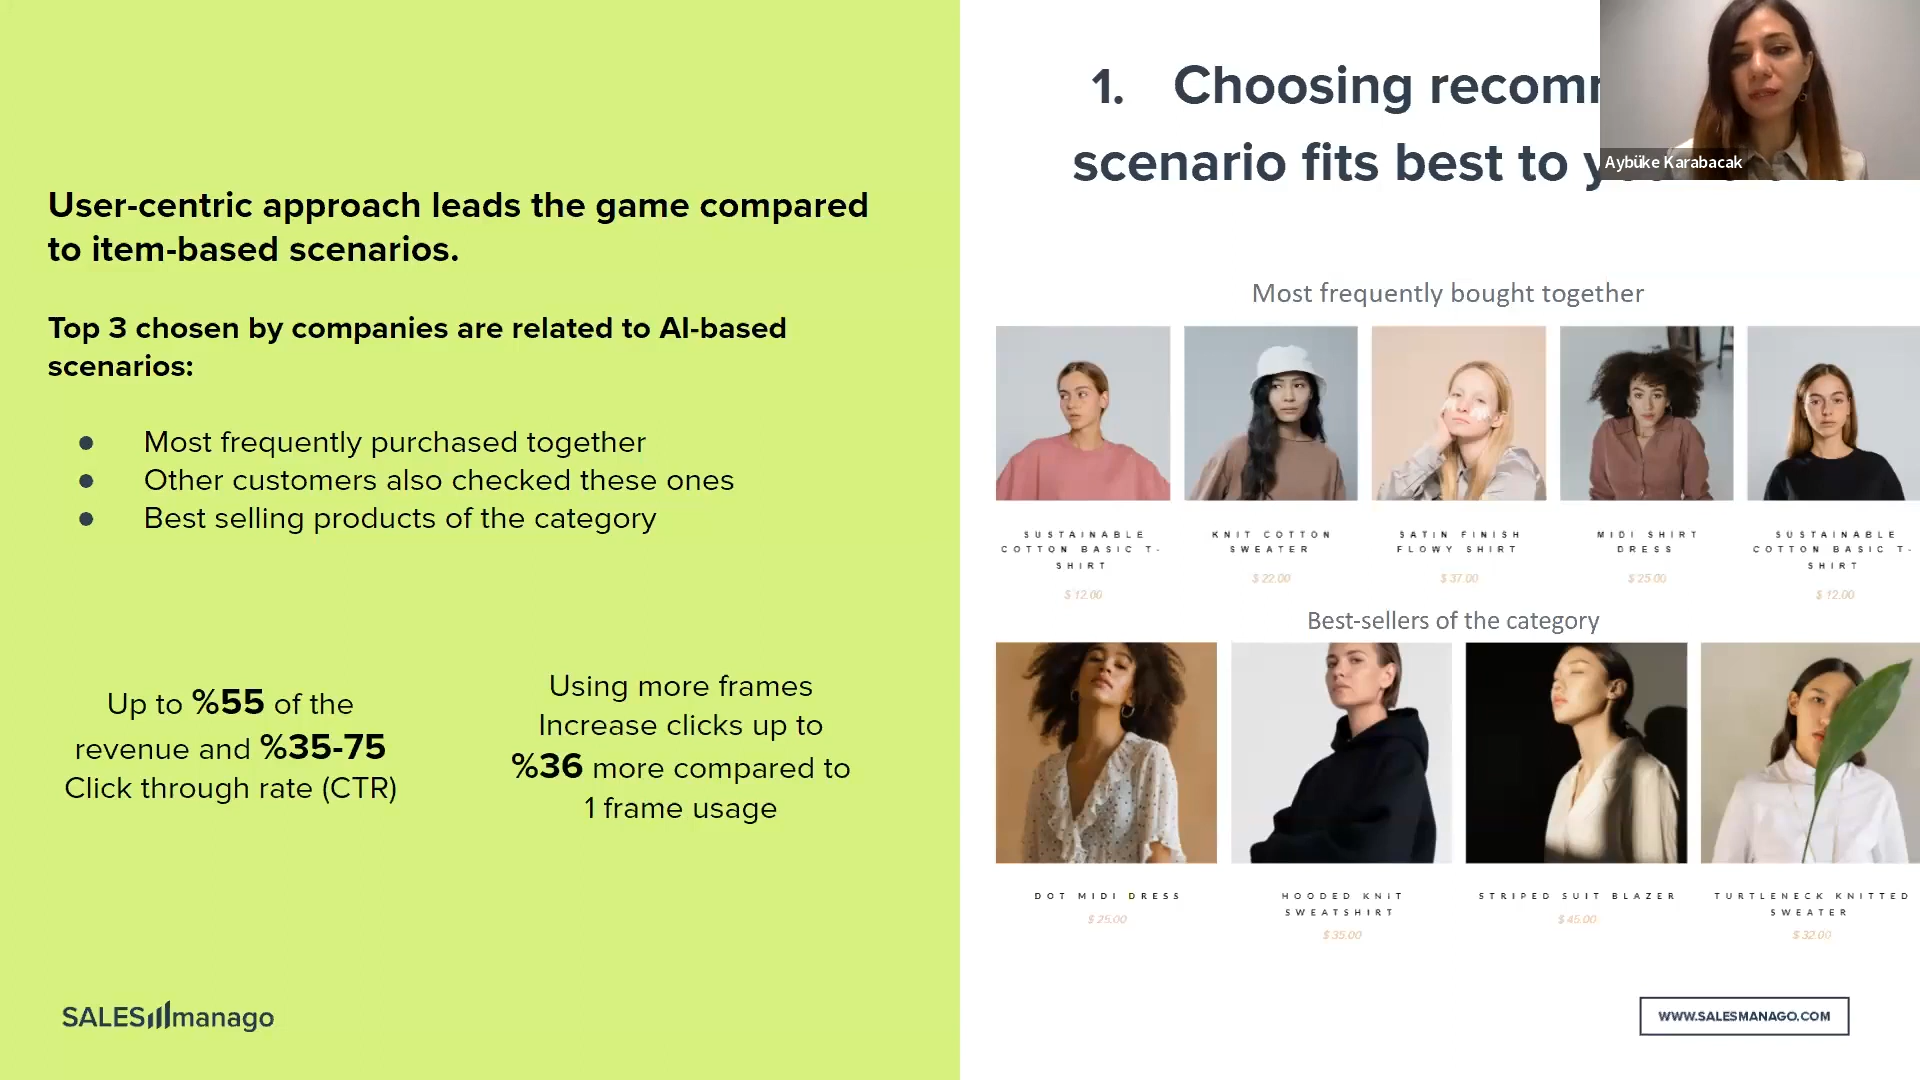 User-centric approach leads the game compared
to item-based scenarios.
Top 3 chosen by companies are related to AI-based
scenarios:
● Most frequently purchased together
● Other customers also checked these ones
● Best selling products of the category
Up to %55 of the
revenue and %35-75
Click through rate (CTR)
Using more frames
Increase clicks up to
%36 more compared to
1 frame usage
SALESmanago
1. Choosing
scenario fits best to
Aybüke Karabacak
Most frequently bought together
SUSTAINABLE
COTTON BASIC T-
SHIRT
$ 12.00
KNIT COTTON
SWEATER
$ 22.00
SATIN FINISH
FLOWY SHIRT
$ 37.00
MIDI SHIRT
DRESS
$ 25.00
SUSTAINABLE
COTTON BASIC T-
SHIRT
$ 12.00
Best-sellers of the category
DOT MIDI DRESS
$ 25.00
HOODED KNIT
SWEATSHIRT
$ 35.00
STRIPED SUIT BLAZER
$ 45.00
TURTLENECK KNITTED
SWEATER
$ 32.00
WWW.SALESMANAGO.COM